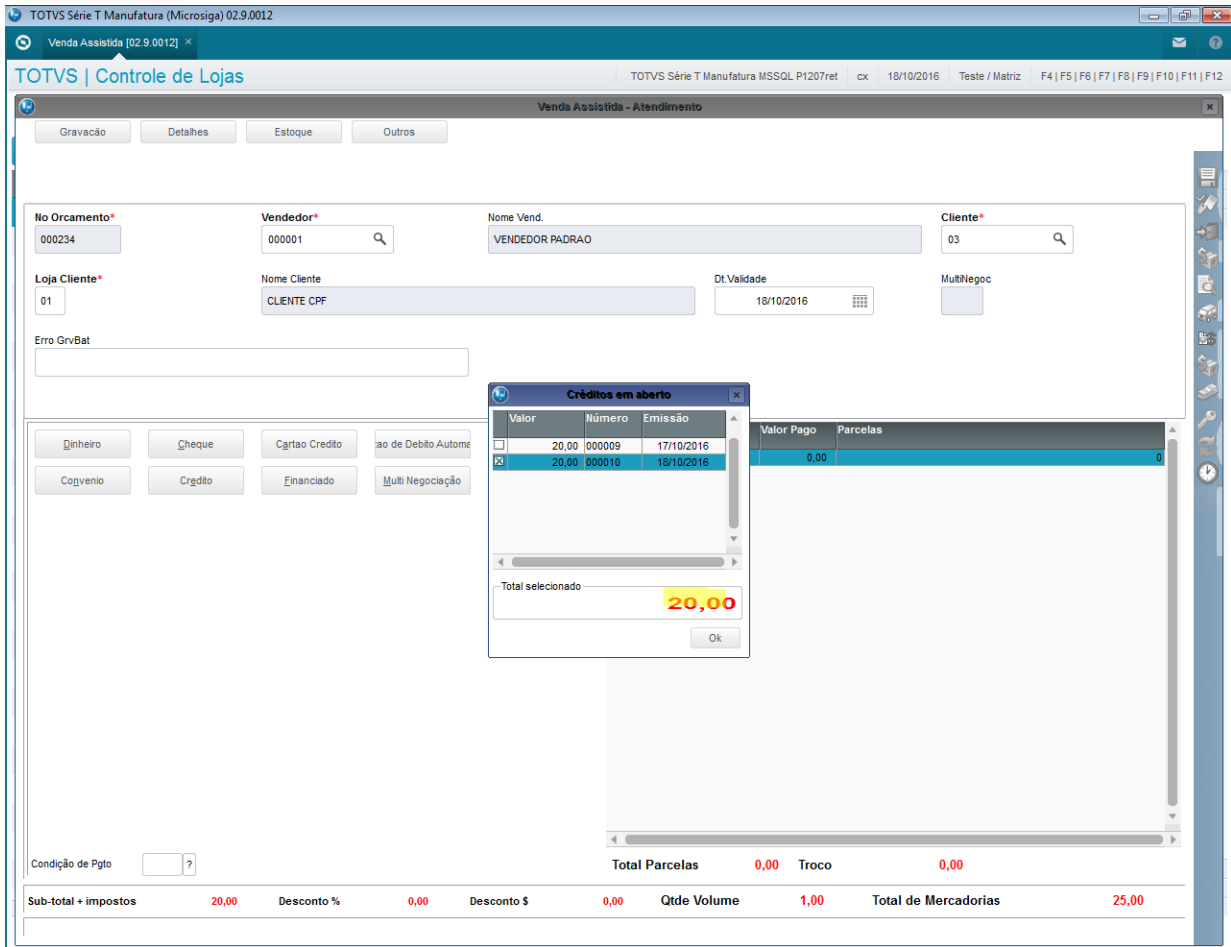 TOTVS Série T Manufatura (Microsiga) 02.9.0012
Venda Assistida [02.9.0012] ×
TOTVS | Controle de Lojas
TOTVS Série T Manufatura MSSQL P1207ret cx 18/10/2016 Teste / Matriz F4 | F5 | F6 | F7 | F8 | F9 | F10 | F11 | F12
Venda Assistida - Atendimento
Gravacão Detalhes Estoque Outros
No Orcamento* Vendedor* Nome Vend. Cliente*
000234 000001 VENDEDOR PADRAO 03
Loja Cliente* Nome Cliente Dt.Validade MultiNegoc
01 CLIENTE CPF 18/10/2016
Erro GrvBat
Créditos em aberto
Valor Número Emissão
20,00 000009 17/10/2016
20,00 000010 18/10/2016
Total selecionado
20,00
Ok
Valor Pago Parcelas
0,00 0
Dinheiro Cheque Cartao Credito tao de Debito Automa
Convenio Credito Financiado Multi Negociação
Condição de Pgto ?
Total Parcelas 0,00 Troco 0,00
Sub-total + impostos 20,00 Desconto % 0,00 Desconto $ 0,00 Qtde Volume 1,00 Total de Mercadorias 25,00